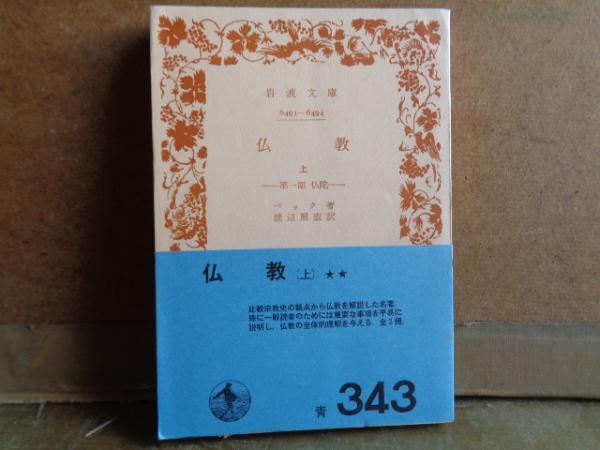 岩波文庫
6491—6494
仏教
上
——第一部 仏陀——
ベック著
渡辺照宏訳
仏教〔上〕★★
比較宗教史の観点から仏教を解説した名著.
殊に一般読者のためには重要な事項を平易に
説明し,仏教の全体的理解を与える. 全2冊.
青 343